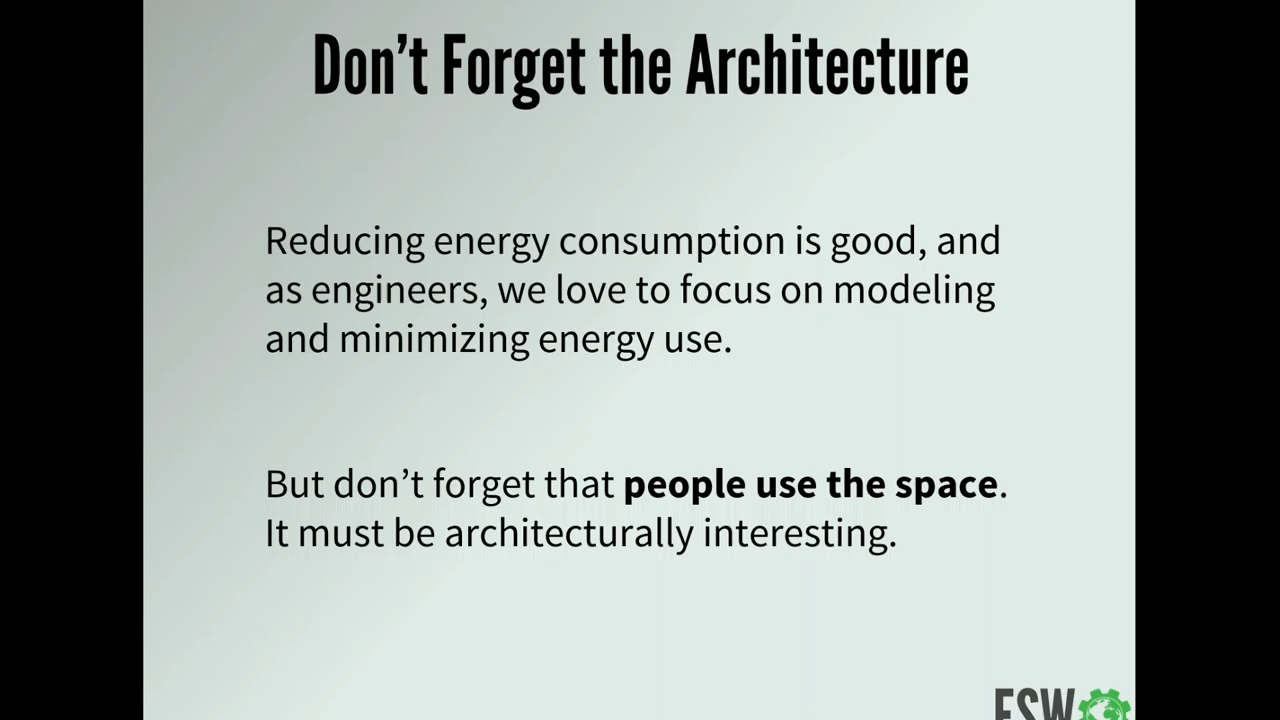 Don’t Forget the Architecture
Reducing energy consumption is good, and
as engineers, we love to focus on modeling
and minimizing energy use.
But don’t forget that people use the space.
It must be architecturally interesting.
ESW